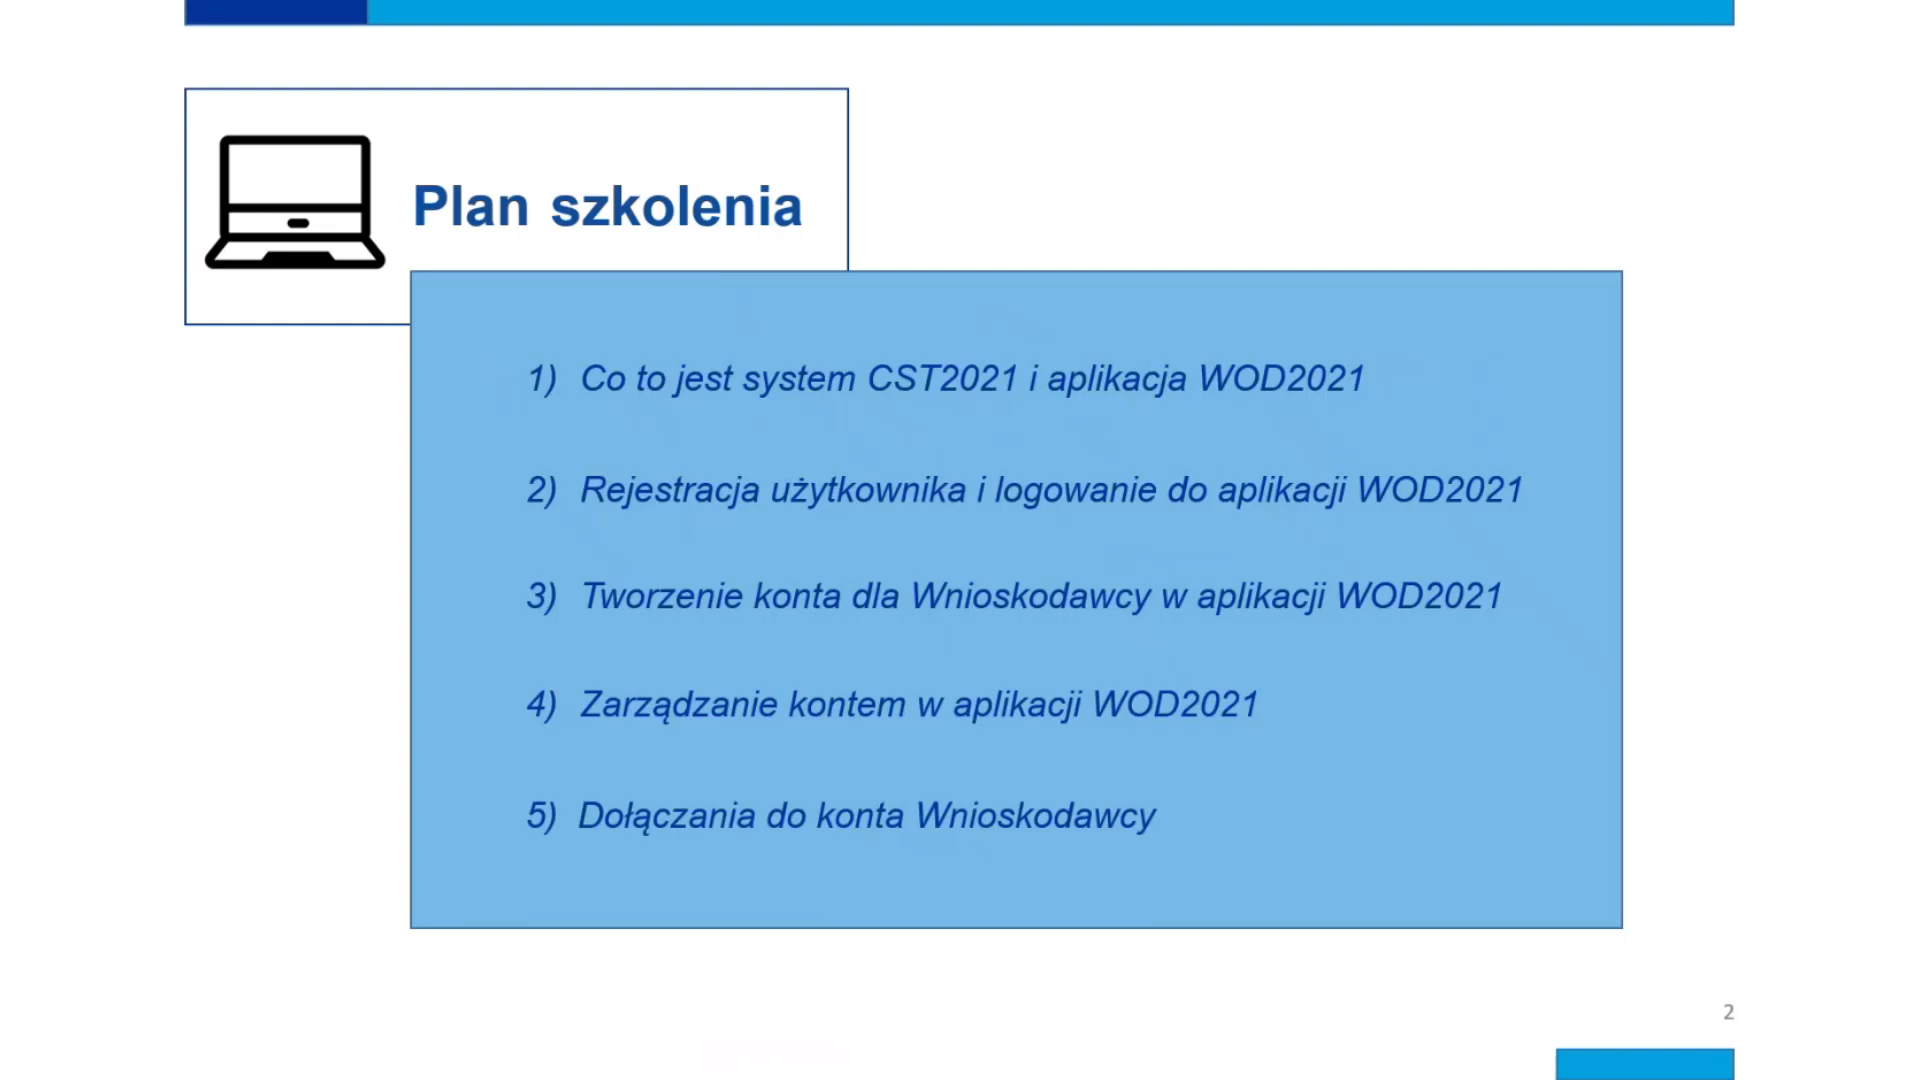 Plan szkolenia
1) Co to jest system CST2021 i aplikacja WOD2021
2) Rejestracja użytkownika i logowanie do aplikacji WOD2021
3) Tworzenie konta dla Wnioskodawcy w aplikacji WOD2021
4) Zarządzanie kontem w aplikacji WOD2021
5) Dołączania do konta Wnioskodawcy
2